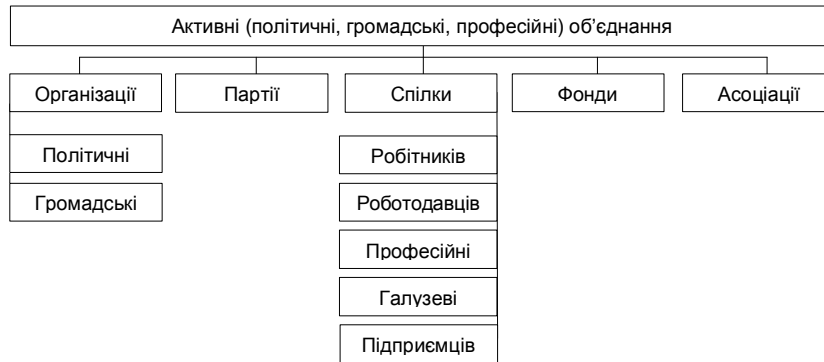 Активні (політичні, громадські, професійні) об’єднання
Організації
Партії
Спілки
Фонди
Асоціації
Політичні
Громадські
Робітників
Роботодавців
Професійні
Галузеві
Підприємців